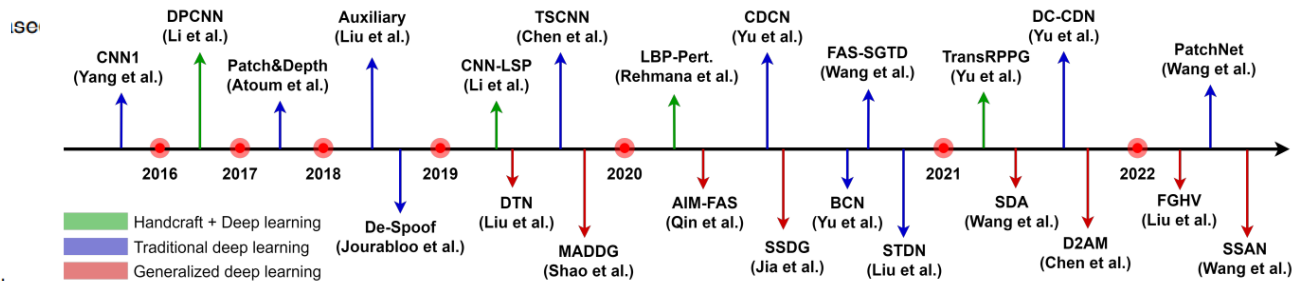 DPCNN
(Li et al.)
Auxiliary
(Liu et al.)
TSCNN
(Chen et al.)
CDCN
(Yu et al.)
DC-CDN
(Yu et al.)
CNN1
(Yang et al.)
Patch&Depth
(Atoum et al.)
CNN-LSP
(Li et al.)
LBP-Pert.
(Rehmana et al.)
FAS-SGTD
(Wang et al.)
TransRPPG
(Yu et al.)
PatchNet
(Wang et al.)
2016
2017
2018
2019
2020
2021
2022
De-Spoof
(Jourabloo et al.)
DTN
(Liu et al.)
MADDG
(Shao et al.)
AIM-FAS
(Qin et al.)
SSDG
(Jia et al.)
BCN
(Yu et al.)
STDN
(Liu et al.)
SDA
(Wang et al.)
D2AM
(Chen et al.)
FGHV
(Liu et al.)
SSAN
(Wang et al.)
Handcraft + Deep learning
Traditional deep learning
Generalized deep learning